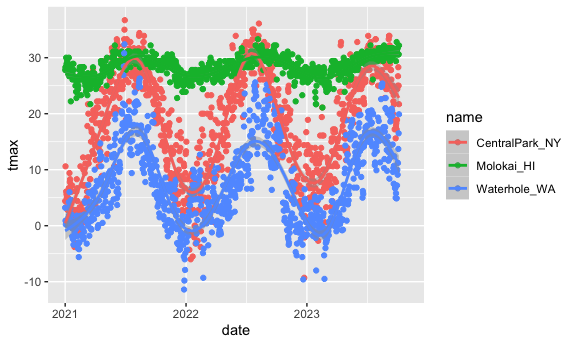 tmax
30
20
10
0
-10
2021
2022
2023
date
name
CentralPark_NY
Molokai_HI
Waterhole_WA